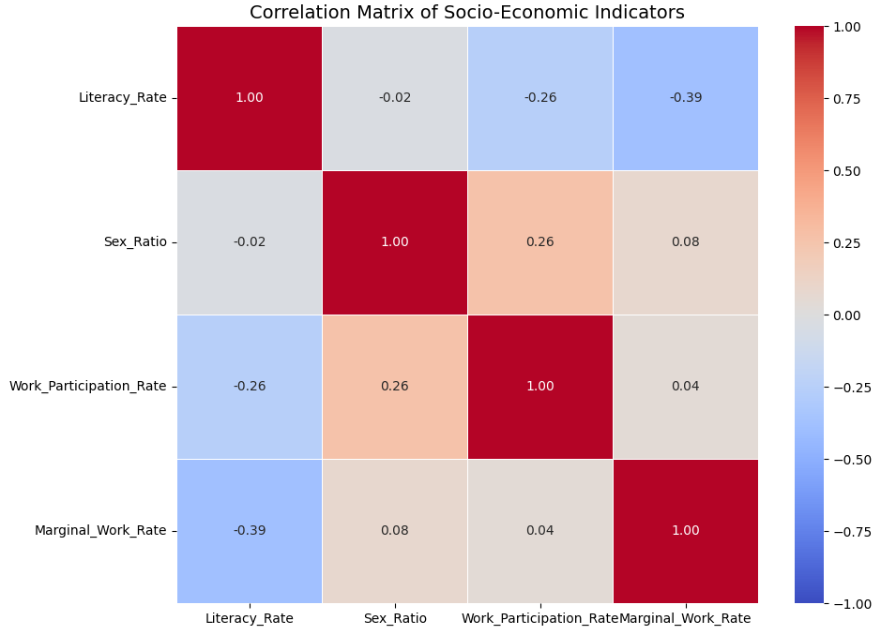 Correlation Matrix of Socio-Economic Indicators
Literacy_Rate 1.00 -0.02 -0.26 -0.39
Sex_Ratio -0.02 1.00 0.26 0.08
Work_Participation_Rate -0.26 0.26 1.00 0.04
Marginal_Work_Rate -0.39 0.08 0.04 1.00
Literacy_Rate Sex_Ratio Work_Participation_Rate Marginal_Work_Rate
1.00
0.75
0.50
0.25
0.00
-0.25
-0.50
-0.75
-1.00